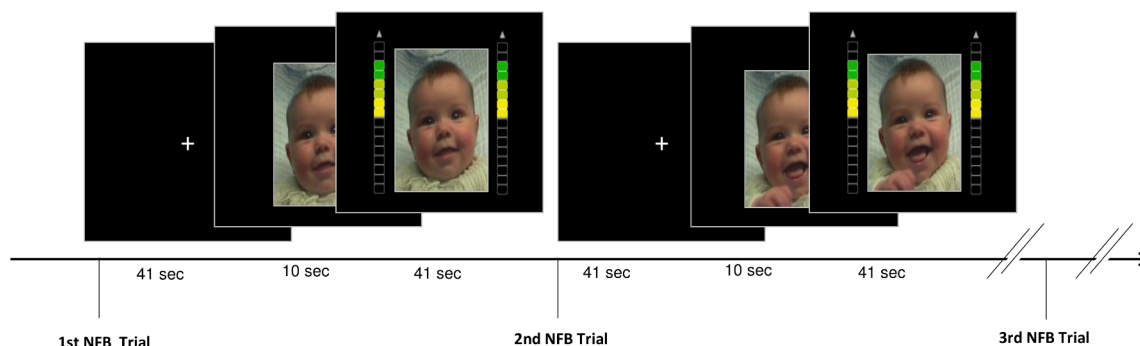 41 sec
10 sec
41 sec
41 sec
10 sec
41 sec
1st NFB Trial
2nd NFB Trial
3rd NFB Trial